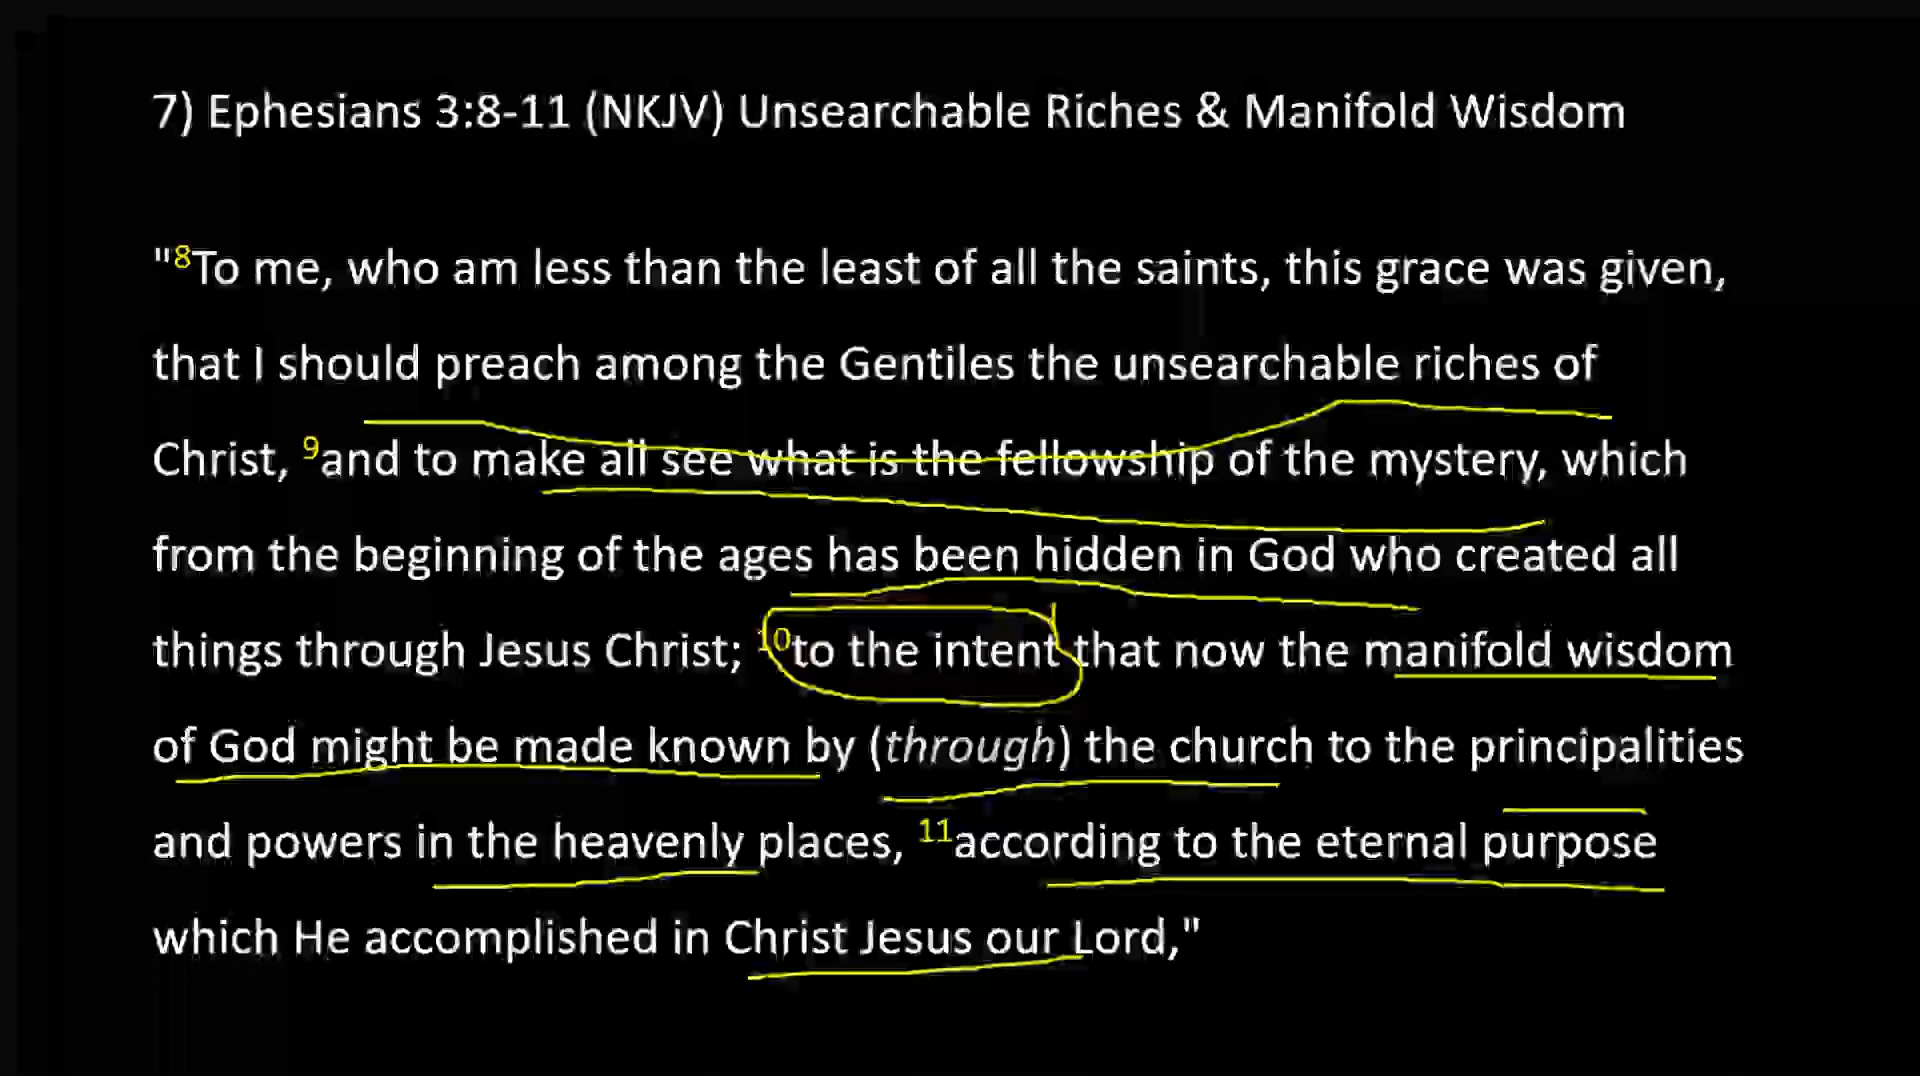 7) Ephesians 3:8-11 (NKJV) Unsearchable Riches & Manifold Wisdom
"8To me, who am less than the least of all the saints, this grace was given,
that I should preach among the Gentiles the unsearchable riches of
Christ, 9and to make all see what is the fellowship of the mystery, which
from the beginning of the ages has been hidden in God who created all
things through Jesus Christ; 10to the intent that now the manifold wisdom
of God might be made known by (through) the church to the principalities
and powers in the heavenly places, 11according to the eternal purpose
which He accomplished in Christ Jesus our Lord,"